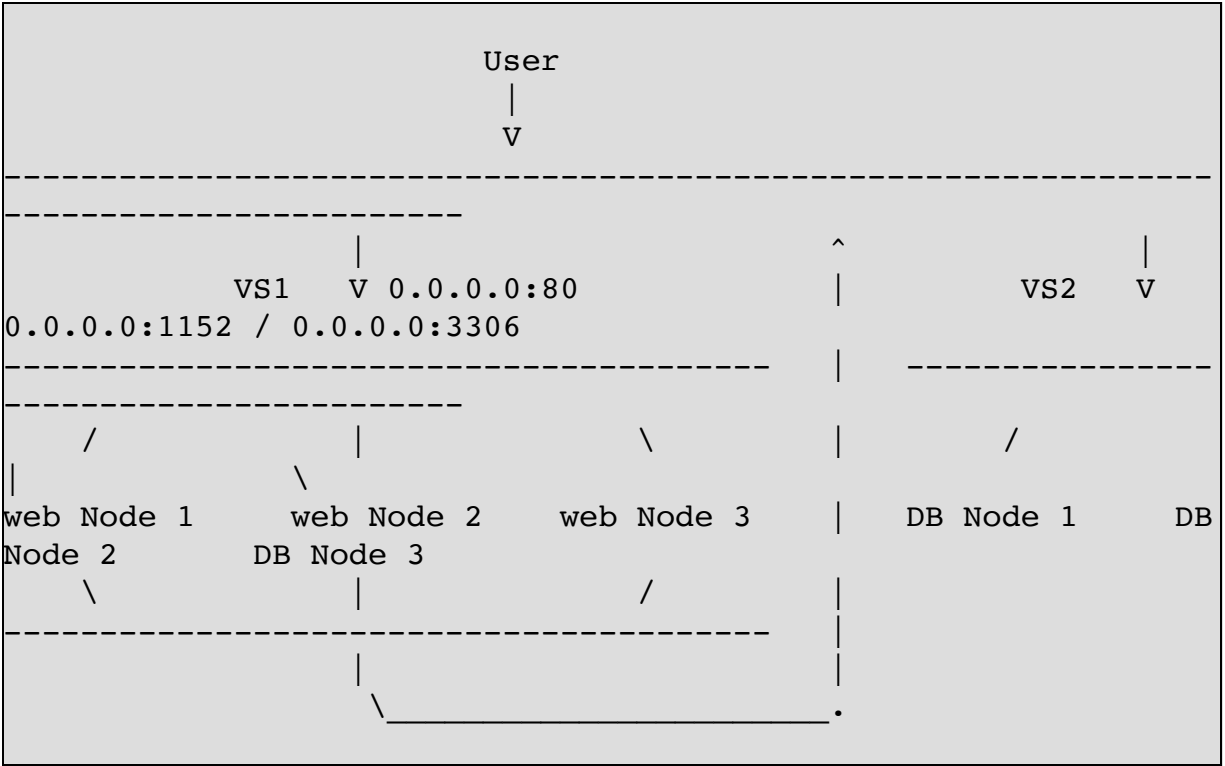 User
                          |
                          V
---------------------------------------------------------------
------------------------
                  |                        ^               |
            VS1   V 0.0.0.0:80             |         VS2   V
0.0.0.0:1152 / 0.0.0.0:3306
----------------------------------------   |   ----------------
------------------------
    /             |              \         |        /
|              \
web Node 1     web Node 2    web Node 3    |   DB Node 1     DB
Node 2       DB Node 3
    \             |              /         |
----------------------------------------   |
                  |                        |
                   \_______________________.